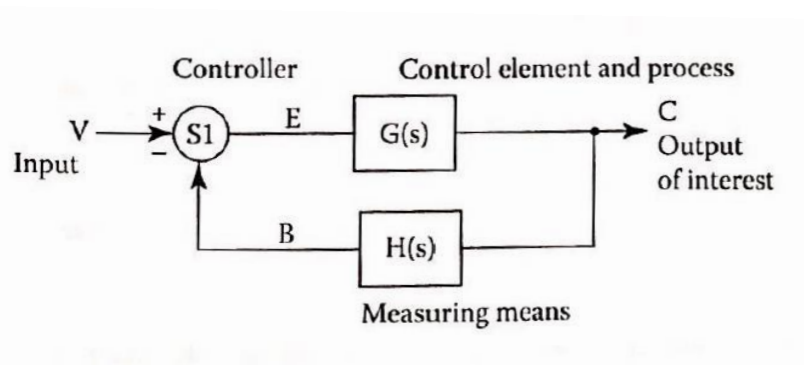 Controller
Control element and process
V
Input
+
−
S1
E
G(s)
C
Output
of interest
B
H(s)
Measuring means